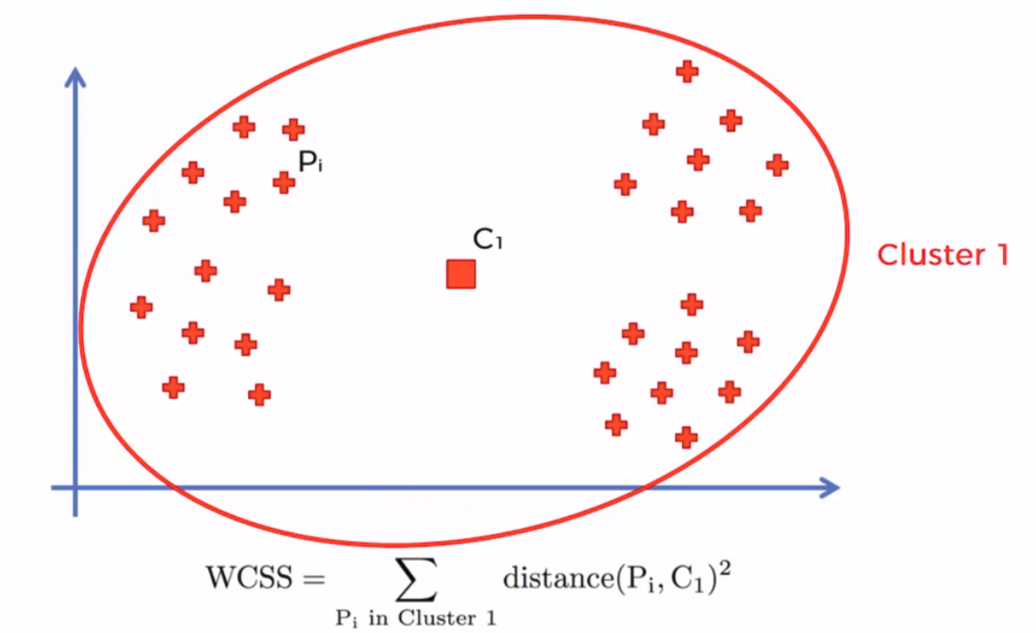 Pᵢ
C₁
Cluster 1
WCSS = ∑ distance(Pᵢ, C₁)²
Pᵢ in Cluster 1